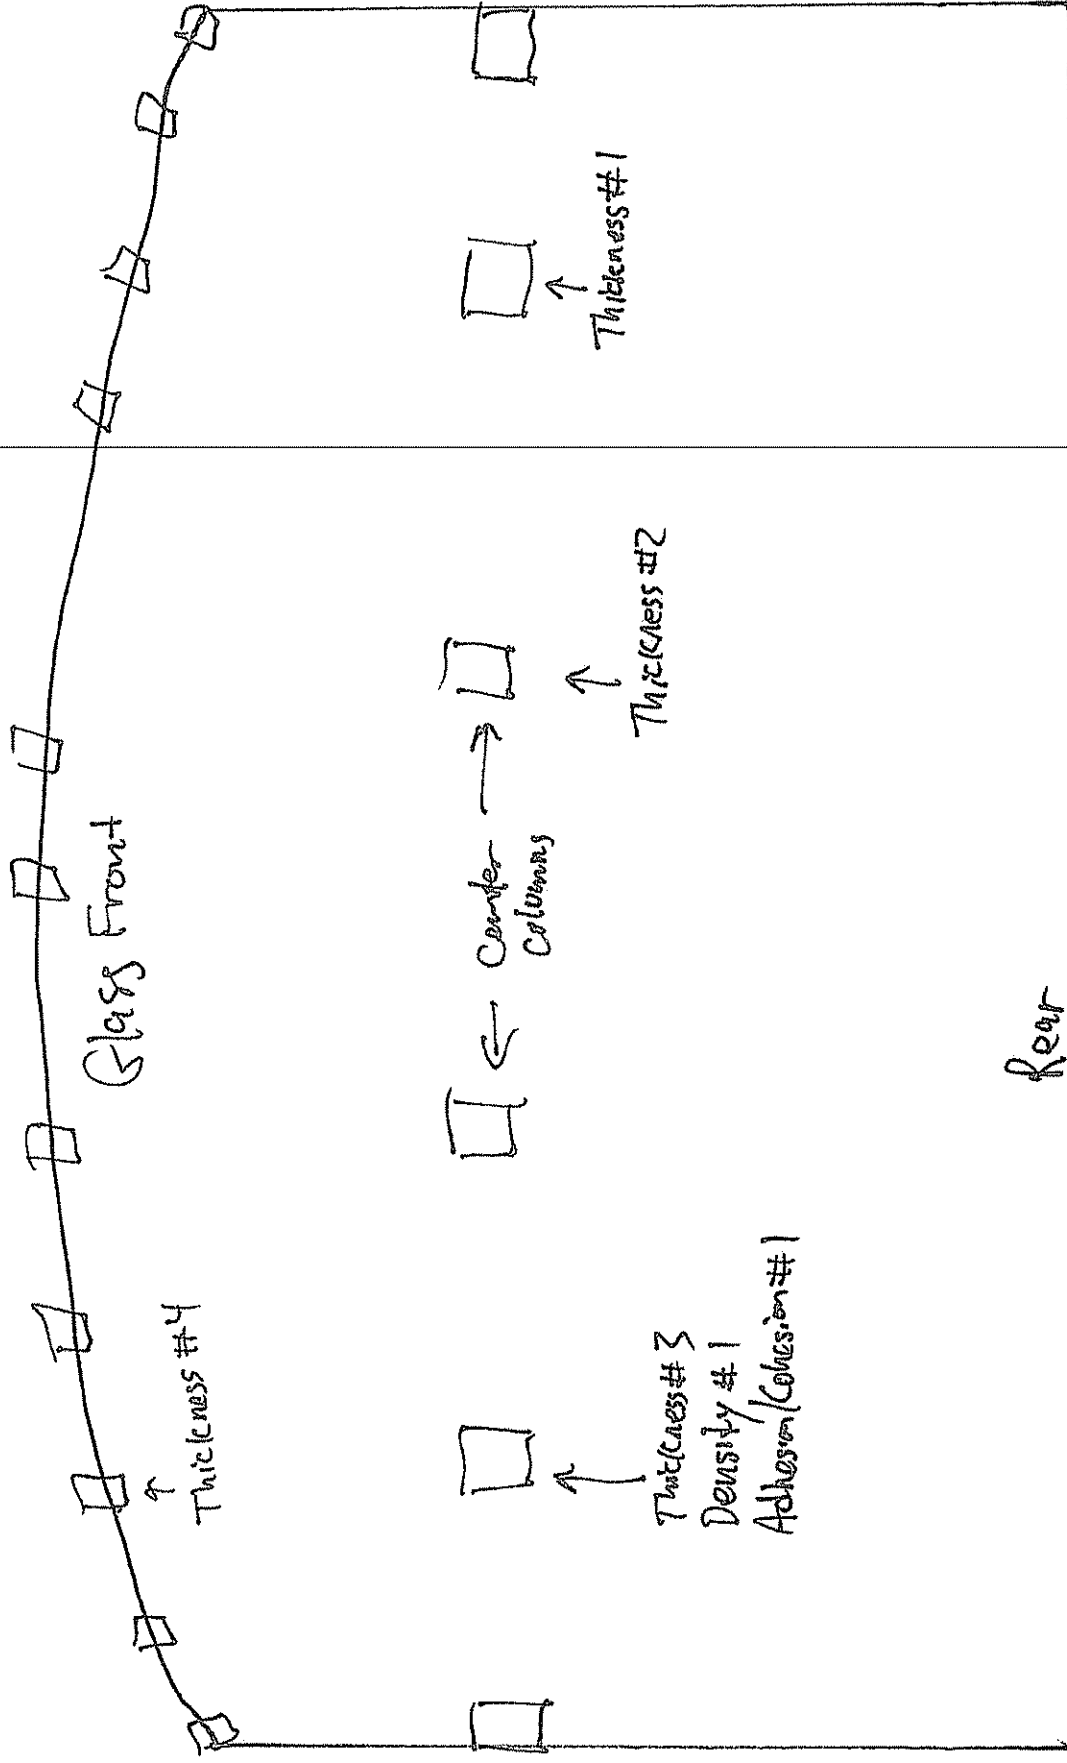 Glass Front
Thickness #4
← Center →
Columns
Thickness #1
Thickness #2
Thickness #3
Density #1
Adhesion/Cohesion #1
Rear